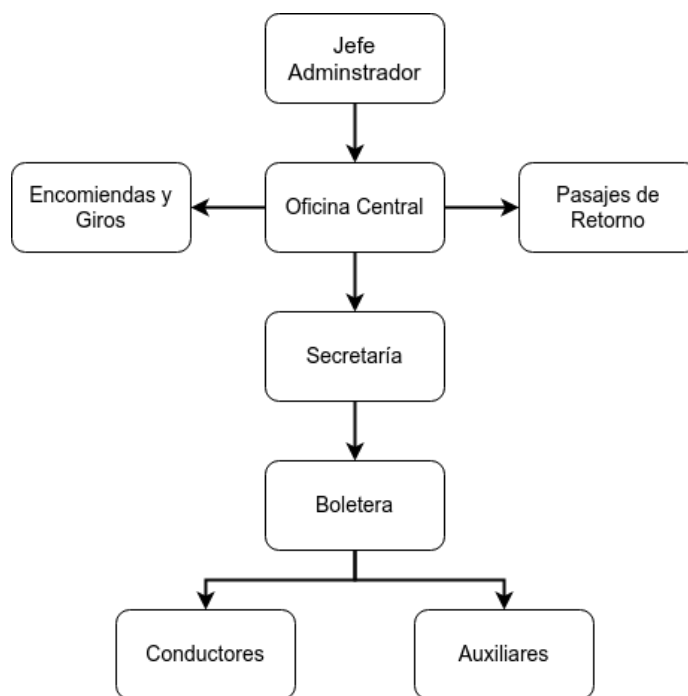 Jefe
Adminstrador
Encomiendas y
Giros
Oficina Central
Pasajes de
Retorno
Secretaría
Boletera
Conductores
Auxiliares